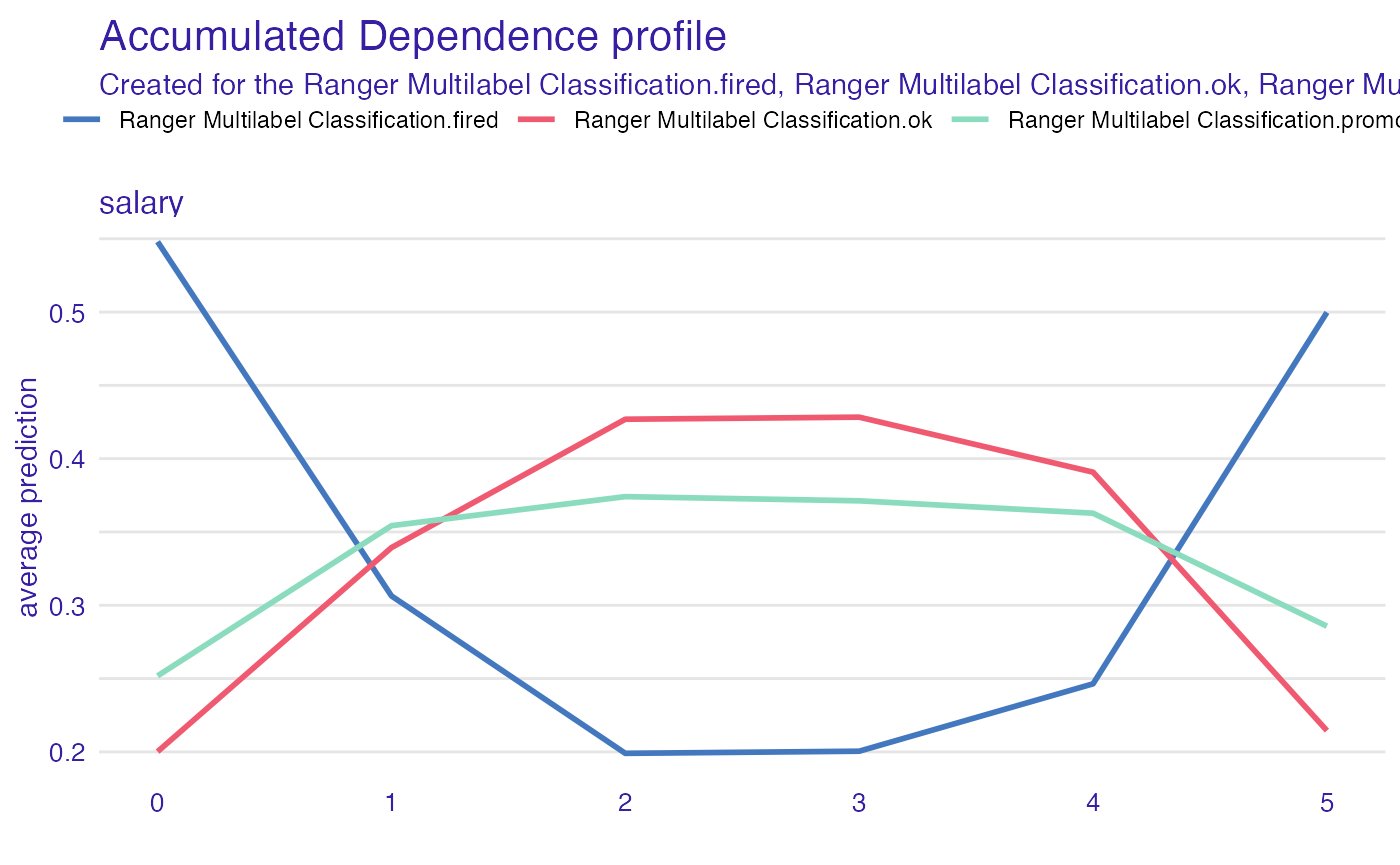 Accumulated Dependence profile
Created for the Ranger Multilabel Classification.fired, Ranger Multilabel Classification.ok, Ranger Mu
Ranger Multilabel Classification.fired Ranger Multilabel Classification.ok Ranger Multilabel Classification.promo
salary
average prediction
0.5
0.4
0.3
0.2
0 1 2 3 4 5